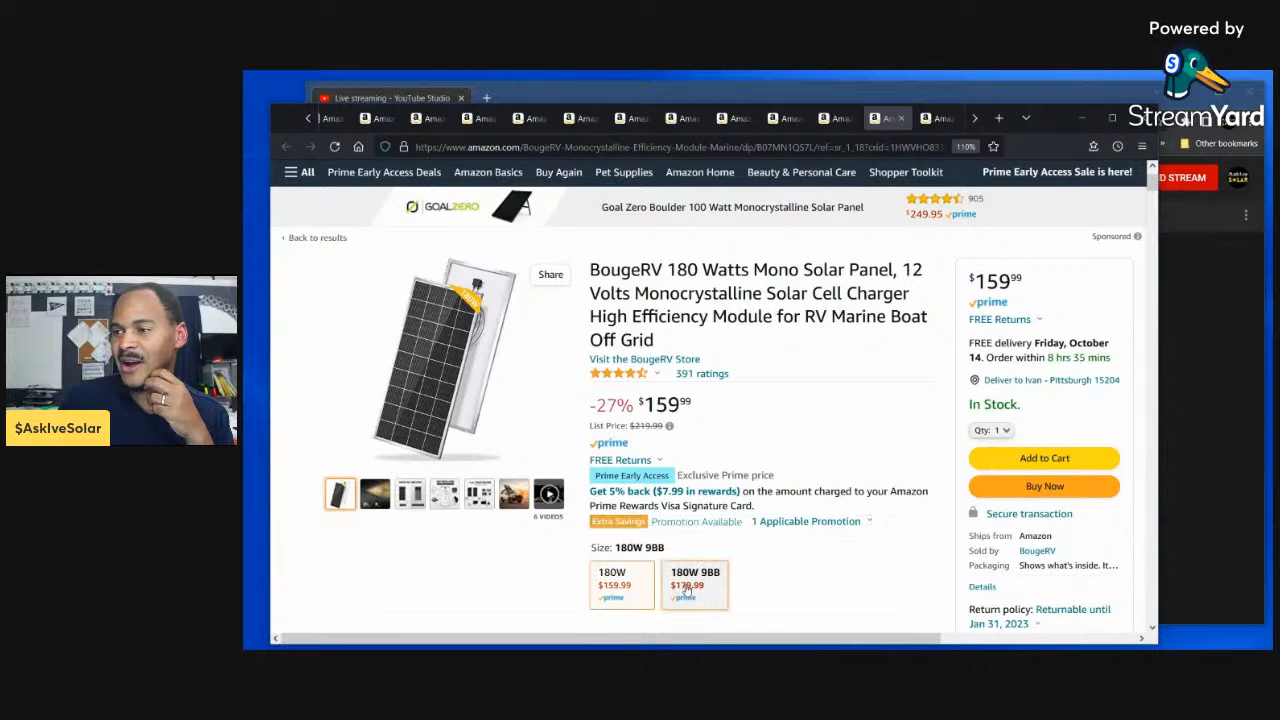 Powered by
S
StreamYard
Live streaming - YouTube Studio
https://www.amazon.com/BougeRV-Monocrystalline-Efficiency-Module-Marine/dp/B07MN1QS7L/ref=sr_1_18?crid=1HWVHO833
110%
Other bookmarks
All
Prime Early Access Deals
Amazon Basics
Buy Again
Pet Supplies
Amazon Home
Beauty & Personal Care
Shopper Toolkit
Prime Early Access Sale is here!
D STREAM
GOALZERO
Goal Zero Boulder 100 Watt Monocrystalline Solar Panel
905
$249.95 prime
‹ Back to results
Sponsored
Share
BougeRV 180 Watts Mono Solar Panel, 12
Volts Monocrystalline Solar Cell Charger
High Efficiency Module for RV Marine Boat
Off Grid
Visit the BougeRV Store
391 ratings
-27% $159.99
List Price: $219.99
prime
FREE Returns
Prime Early Access Exclusive Prime price
Get 5% back ($7.99 in rewards) on the amount charged to your Amazon
Prime Rewards Visa Signature Card.
Extra Savings Promotion Available 1 Applicable Promotion
6 VIDEOS
Size: 180W 9BB
180W
$159.99
prime
180W 9BB
prime
$159.99
prime
FREE Returns
FREE delivery Friday, October
14. Order within 8 hrs 35 mins
Deliver to Ivan - Pittsburgh 15204
In Stock.
Qty: 1
Add to Cart
Buy Now
Secure transaction
Ships from Amazon
Sold by BougeRV
Packaging Shows what's inside. It...
Details
Return policy: Returnable until
Jan 31, 2023
$AskIveSolar